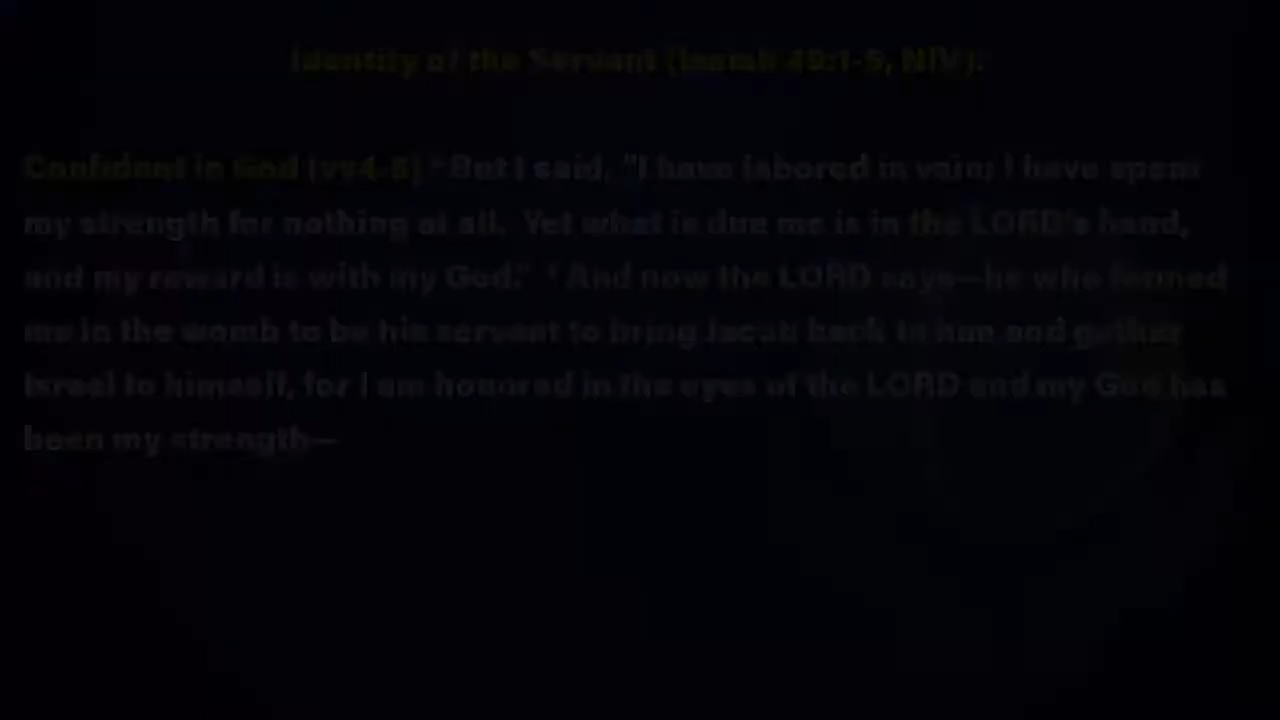 Identity of the Servant (Isaiah 49:1-5, NIV).
Confident in God (vv4-5) 4 But I said, "I have labored in vain; I have spent
my strength for nothing at all. Yet what is due me is in the LORD's hand,
and my reward is with my God." 5 And now the LORD says—he who formed
me in the womb to be his servant to bring Jacob back to him and gather
Israel to himself, for I am honored in the eyes of the LORD and my God has
been my strength—